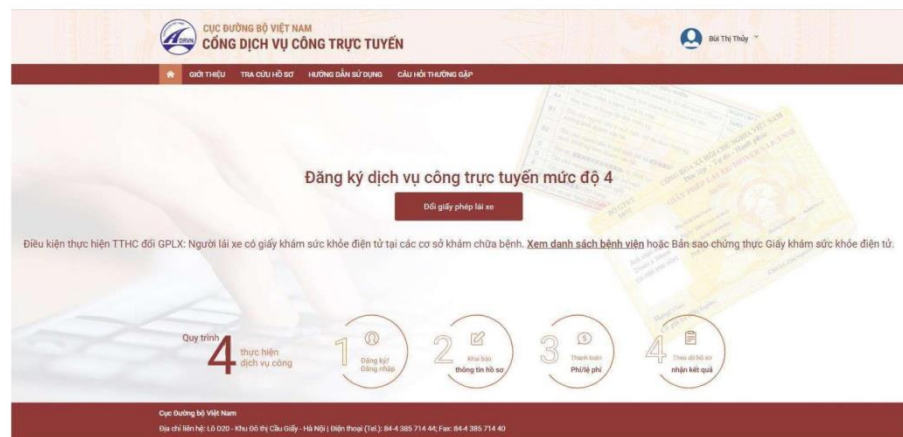 CỤC ĐƯỜNG BỘ VIỆT NAM
CỔNG DỊCH VỤ CÔNG TRỰC TUYẾN
DRVN
Bùi Thị Thủy
GIỚI THIỆU
TRA CỨU HỒ SƠ
HƯỚNG DẪN SỬ DỤNG
CÂU HỎI THƯỜNG GẶP
Đăng ký dịch vụ công trực tuyến mức độ 4
Đổi giấy phép lái xe
Điều kiện thực hiện TTHC đổi GPLX: Người lái xe có giấy khám sức khỏe điện tử tại các cơ sở khám chữa bệnh. Xem danh sách bệnh viện hoặc Bản sao chứng thực Giấy khám sức khỏe điện tử.
Quy trình
4
thực hiện
dịch vụ công
1
Đăng ký/
Đăng nhập
2
Khai báo
thông tin hồ sơ
3
Thanh toán
Phí/lệ phí
4
Theo dõi hồ sơ
nhận kết quả
Cục Đường bộ Việt Nam
Địa chỉ liên hệ: Lô D20 - Khu Đô thị Cầu Giấy - Hà Nội | Điện thoại (Tel.): 84-4 385 714 44; Fax: 84-4 385 714 40